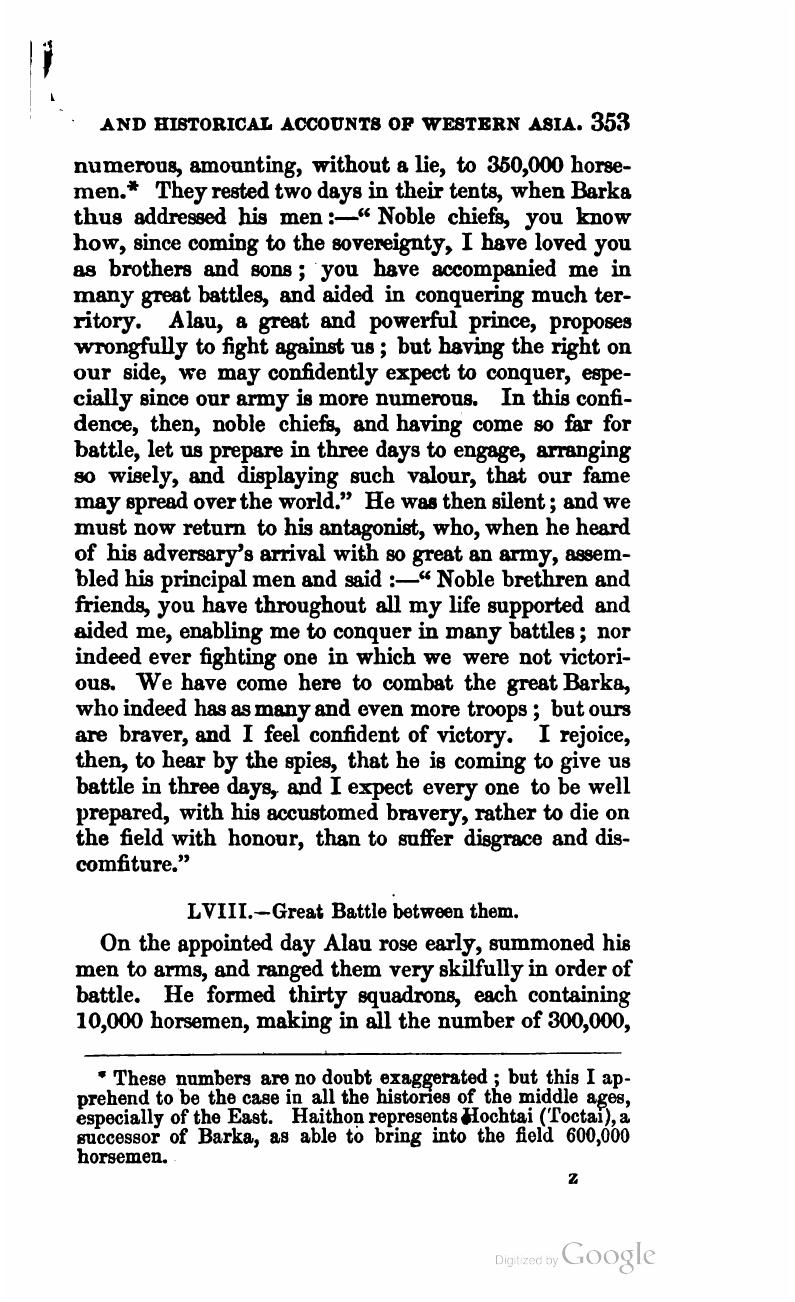 AND HISTORICAL ACCOUNTS OF WESTERN ASIA. 353
numerous, amounting, without a lie, to 350,000 horse-
men.* They rested two days in their tents, when Barka
thus addressed his men:—“ Noble chiefs, you know
how, since coming to the sovereignty, I have loved you
as brothers and sons; you have accompanied me in
many great battles, and aided in conquering much ter-
ritory. Alau, a great and powerful prince, proposes
wrongfully to fight against us; but having the right on
our side, we may confidently expect to conquer, espe-
cially since our army is more numerous. In this confi-
dence, then, noble chiefs, and having come so far for
battle, let us prepare in three days to engage, arranging
so wisely, and displaying such valour, that our fame
may spread over the world.” He was then silent; and we
must now return to his antagonist, who, when he heard
of his adversary’s arrival with so great an army, assem-
bled his principal men and said :—“ Noble brethren and
friends, you have throughout all my life supported and
aided me, enabling me to conquer in many battles; nor
indeed ever fighting one in which we were not victori-
ous. We have come here to combat the great Barka,
who indeed has as many and even more troops; but ours
are braver, and I feel confident of victory. I rejoice,
then, to hear by the spies, that he is coming to give us
battle in three days, and I expect every one to be well
prepared, with his accustomed bravery, rather to die on
the field with honour, than to suffer disgrace and dis-
comfiture.”
LVIII.—Great Battle between them.
On the appointed day Alau rose early, summoned his
men to arms, and ranged them very skilfully in order of
battle. He formed thirty squadrons, each containing
10,000 horsemen, making in all the number of 300,000,
* These numbers are no doubt exaggerated; but this I ap-
prehend to be the case in all the histories of the middle ages,
especially of the East. Haithon represents Hochtai (Toctai), a
successor of Barka, as able to bring into the field 600,000
horsemen.
Z
Digitized by Google